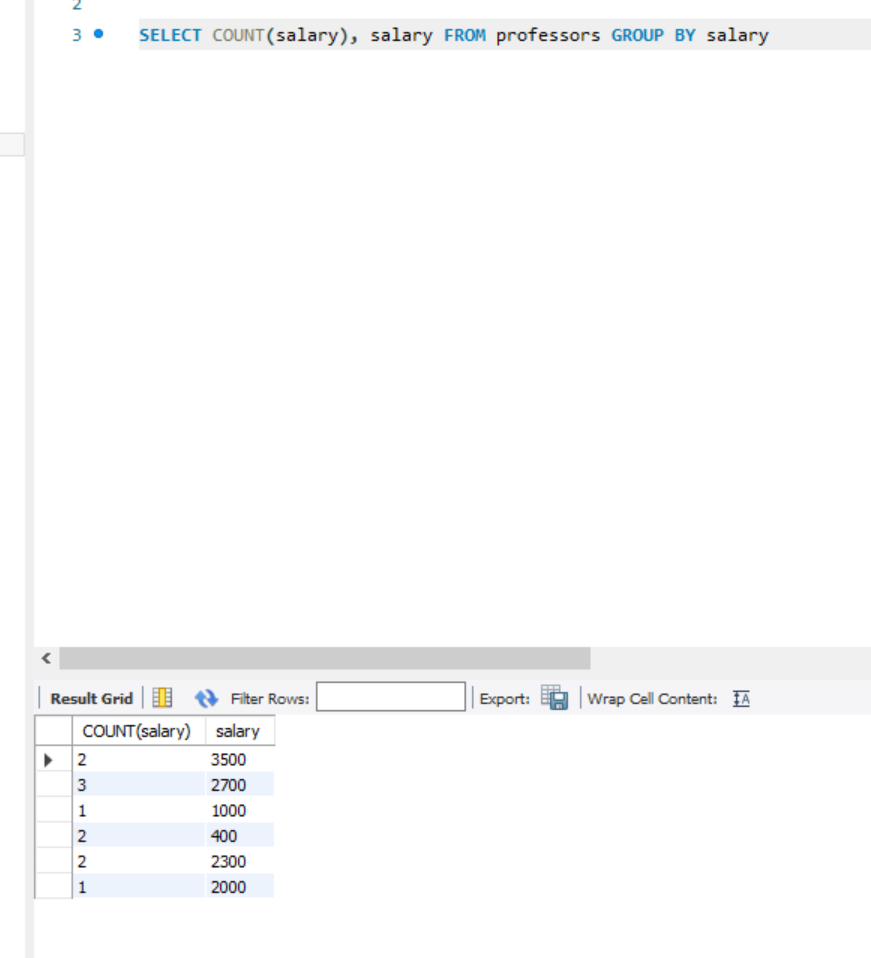 2
3 SELECT COUNT(salary), salary FROM professors GROUP BY salary
Result Grid Filter Rows: Export: Wrap Cell Content: IA
COUNT(salary) salary
2 3500
3 2700
1 1000
2 400
2 2300
1 2000